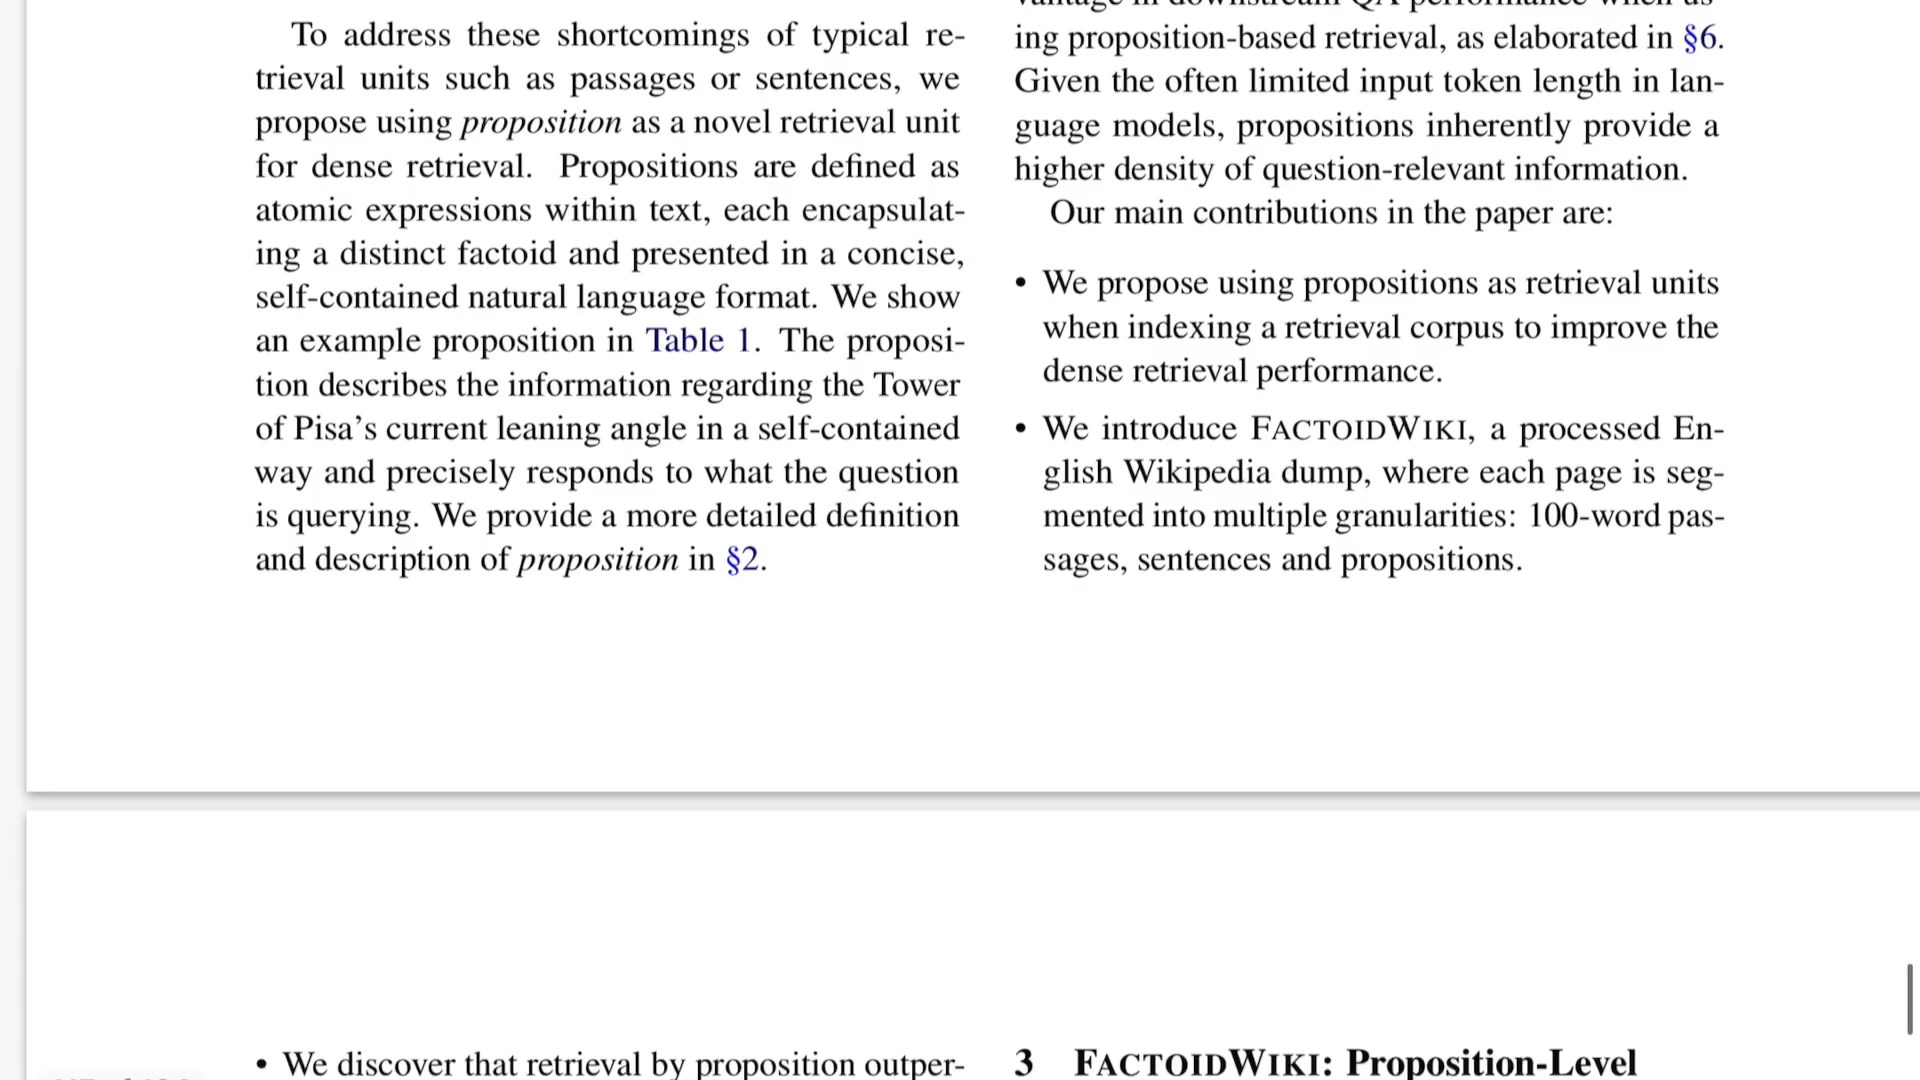 To address these shortcomings of typical re-
trieval units such as passages or sentences, we
propose using proposition as a novel retrieval unit
for dense retrieval. Propositions are defined as
atomic expressions within text, each encapsulat-
ing a distinct factoid and presented in a concise,
self-contained natural language format. We show
an example proposition in Table 1. The proposi-
tion describes the information regarding the Tower
of Pisa's current leaning angle in a self-contained
way and precisely responds to what the question
is querying. We provide a more detailed definition
and description of proposition in §2.
vantage in downstream QA performance when us-
ing proposition-based retrieval, as elaborated in §6.
Given the often limited input token length in lan-
guage models, propositions inherently provide a
higher density of question-relevant information.
Our main contributions in the paper are:
• We propose using propositions as retrieval units
when indexing a retrieval corpus to improve the
dense retrieval performance.
• We introduce FACTOIDWIKI, a processed En-
glish Wikipedia dump, where each page is seg-
mented into multiple granularities: 100-word pas-
sages, sentences and propositions.
• We discover that retrieval by proposition outper-
3 FACTOIDWIKI: Proposition-Level